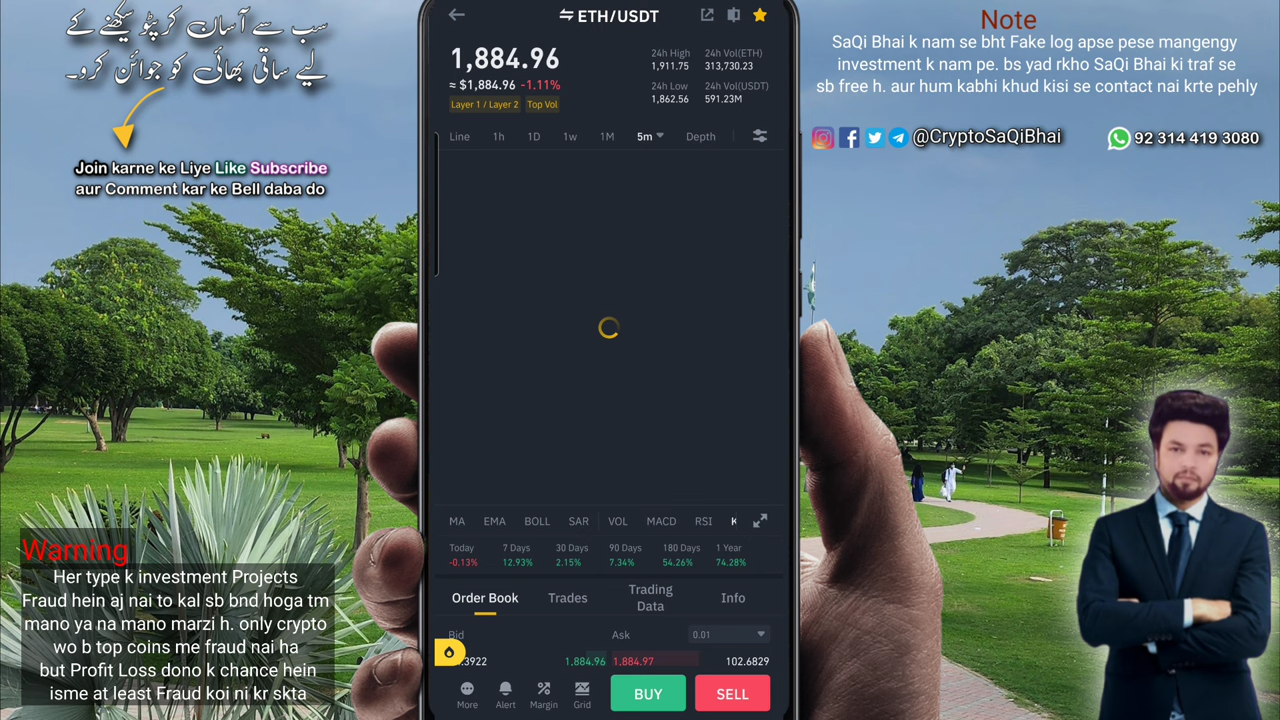 سب سے آسان کرپٹو سیکھنے کے
لیے ساقی بھائی کو جوائن کرو۔
Join karne ke Liye Like Subscribe
aur Comment kar ke Bell daba do
Warning
Her type k investment Projects
Fraud hein aj nai to kal sb bnd hoga tm
mano ya na mano marzi h. only crypto
wo b top coins me fraud nai ha
but Profit Loss dono k chance hein
isme at least Fraud koi ni kr skta
ETH/USDT
1,884.96
≈ $1,884.96 -1.11%
Layer 1 / Layer 2 Top Vol
24h High 24h Vol(ETH)
1,911.75 313,730.23
24h Low 24h Vol(USDT)
1,862.56 591.23M
Line 1h 1D 1w 1M 5m Depth
MA EMA BOLL SAR VOL MACD RSI
Today 7 Days 30 Days 90 Days 180 Days 1 Year
-0.13% 12.93% 2.15% 7.34% 54.26% 74.28%
Order Book Trades Trading Data Info
Bid Ask 0.01
.3922 1,884.96 1,884.97 102.6829
More Alert Margin Grid BUY SELL
Note
SaQi Bhai k nam se bht Fake log apse pese mangengy
investment k nam pe. bs yad rkho SaQi Bhai ki traf se
sb free h. aur hum kabhi khud kisi se contact nai krte pehly
@CryptoSaQiBhai 92 314 419 3080